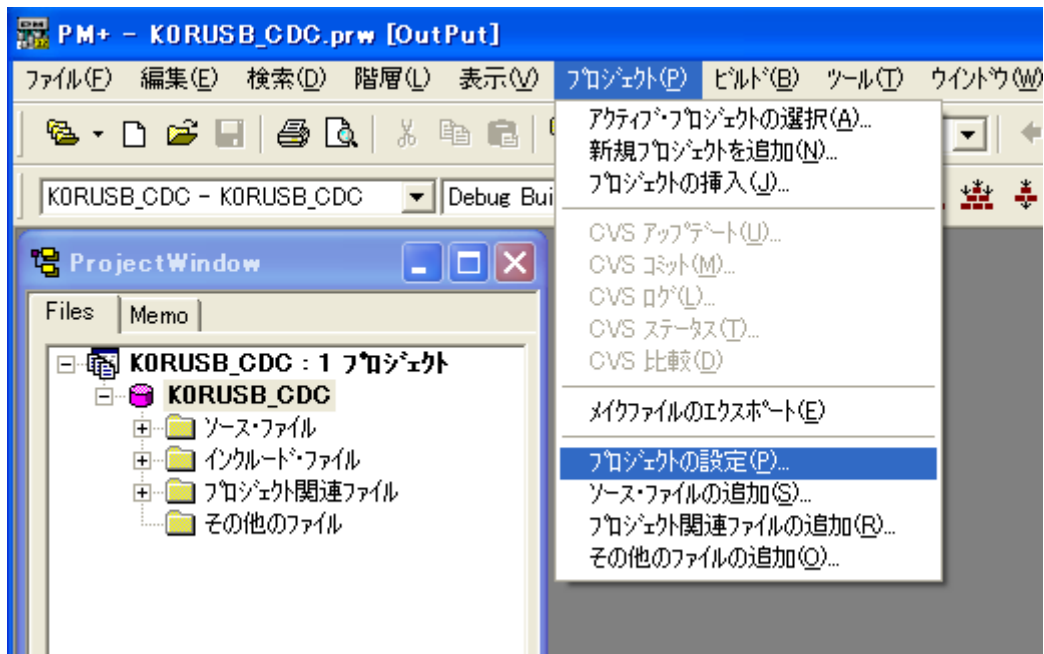 PM+ - K0RUSB_CDC.prw [OutPut]
ファイル(F) 編集(E) 検索(D) 階層(L) 表示(V) プロジェクト(P) ビルド(B) ツール(T) ウインドウ(W)
K0RUSB_CDC - K0RUSB_CDC Debug Bui
ProjectWindow
Files Memo
K0RUSB_CDC : 1 プロジェクト
K0RUSB_CDC
ソース・ファイル
インクルード・ファイル
プロジェクト関連ファイル
その他のファイル
アクティブ・プロジェクトの選択(A)...
新規プロジェクトを追加(N)...
プロジェクトの挿入(J)...
CVS アップデート(U)...
CVS コミット(M)...
CVS ログ(L)...
CVS ステータス(T)...
CVS 比較(D)
メイクファイルのエクスポート(E)
プロジェクトの設定(P)...
ソース・ファイルの追加(S)...
プロジェクト関連ファイルの追加(R)...
その他のファイルの追加(O)...